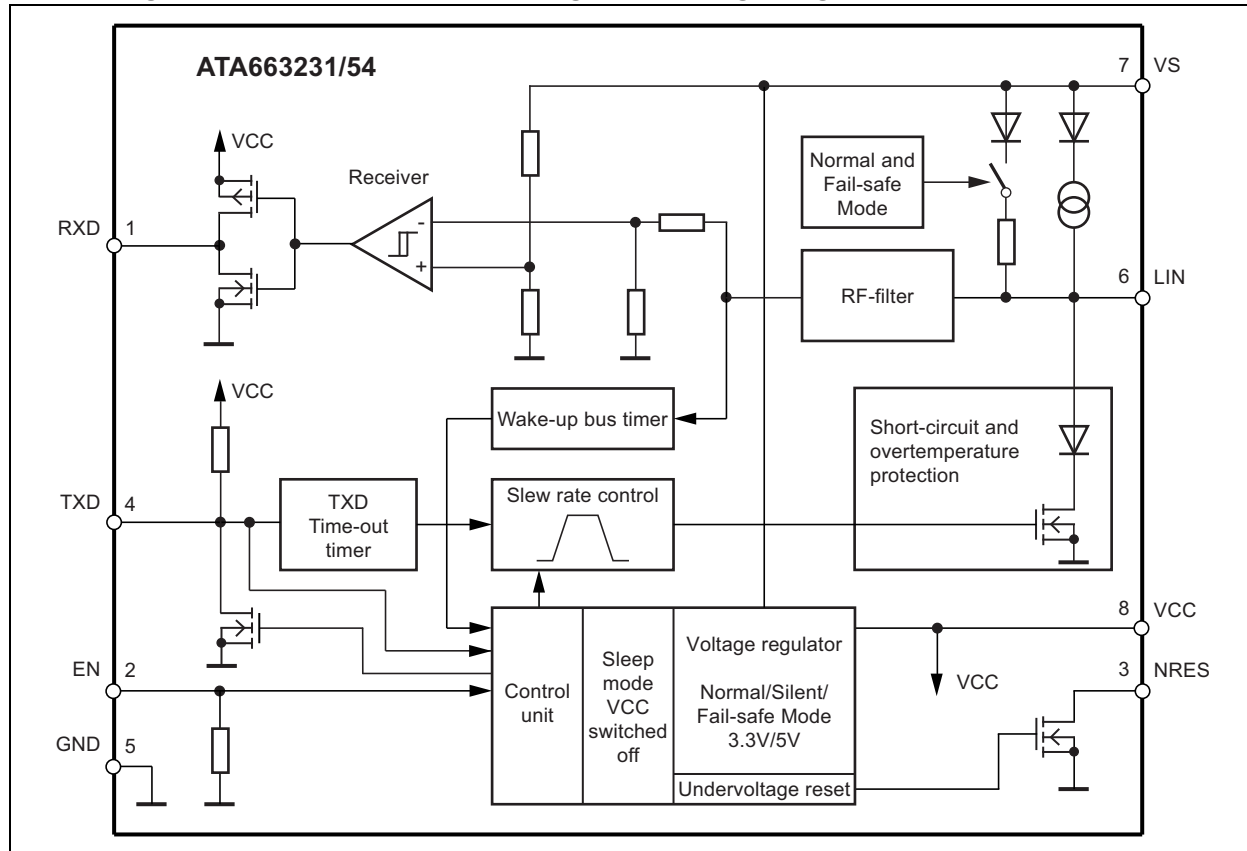 ATA663231/54
7
VS
VCC
Receiver
Normal and
Fail-safe
Mode
RXD
1
-
+
RF-filter
6
LIN
VCC
Wake-up bus timer
Short-circuit and
overtemperature
protection
TXD
4
TXD
Time-out
timer
Slew rate control
8
VCC
Voltage regulator
Normal/Silent/
Fail-safe Mode
3.3V/5V
Sleep
mode
VCC
switched
off
Control
unit
VCC
3
NRES
EN
2
GND
5
Undervoltage reset